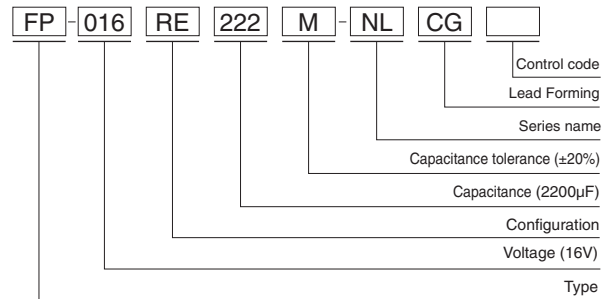 FP-016 RE 222 M-NL CG
Control code
Lead Forming
Series name
Capacitance tolerance (±20%)
Capacitance (2200µF)
Configuration
Voltage (16V)
Type